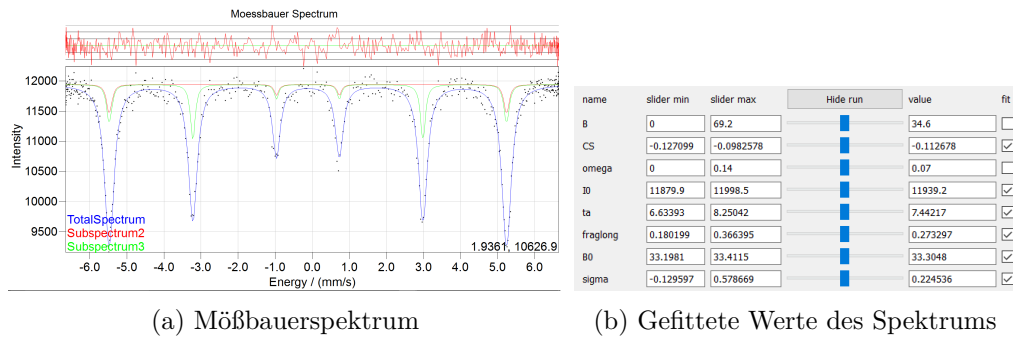 Moessbauer Spectrum
12000
11500
11000
10500
10000
9500
Intensity
TotalSpectrum
Subspectrum2
Subspectrum3
1.9361, 10626.9
-6.0 -5.0 -4.0 -3.0 -2.0 -1.0 0.0 1.0 2.0 3.0 4.0 5.0 6.0
Energy / (mm/s)
(a) Mößbauerspektrum
name slider min slider max Hide run value fit
B 0 69.2 34.6
CS -0.127099 -0.0982578 -0.112678
omega 0 0.14 0.07
I0 11879.9 11998.5 11939.2
ta 6.63393 8.25042 7.44217
fraglong 0.180199 0.366395 0.273297
B0 33.1981 33.4115 33.3048
sigma -0.129597 0.578669 0.224536
(b) Gefittete Werte des Spektrums